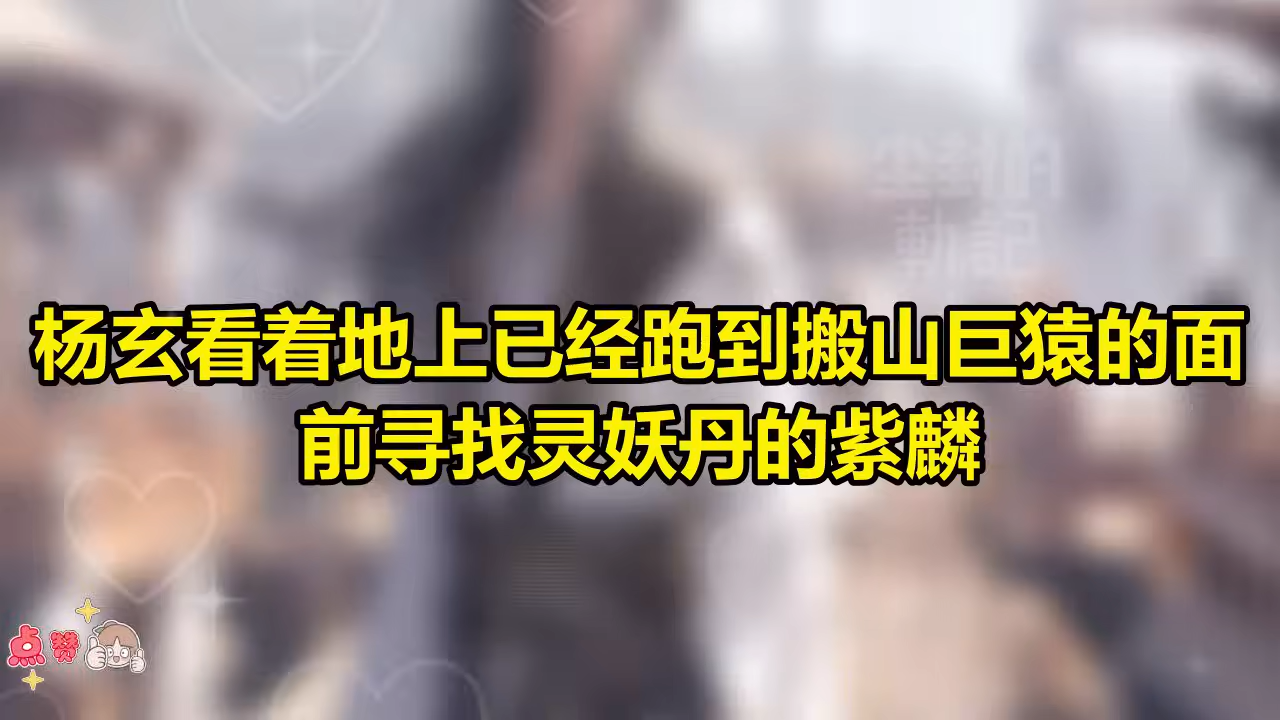 杨玄看着地上已经跑到搬山巨猿的面
前寻找灵妖丹的紫麟
点赞